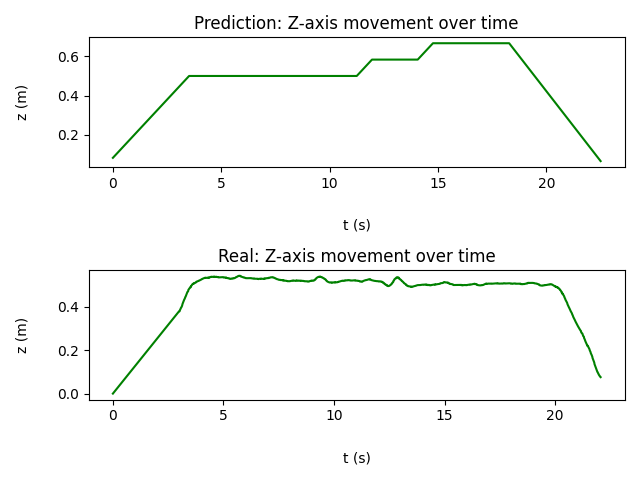 Prediction: Z-axis movement over time
z (m)
0.6
0.4
0.2
0 5 10 15 20
t (s)
Real: Z-axis movement over time
z (m)
0.4
0.2
0.0
0 5 10 15 20
t (s)